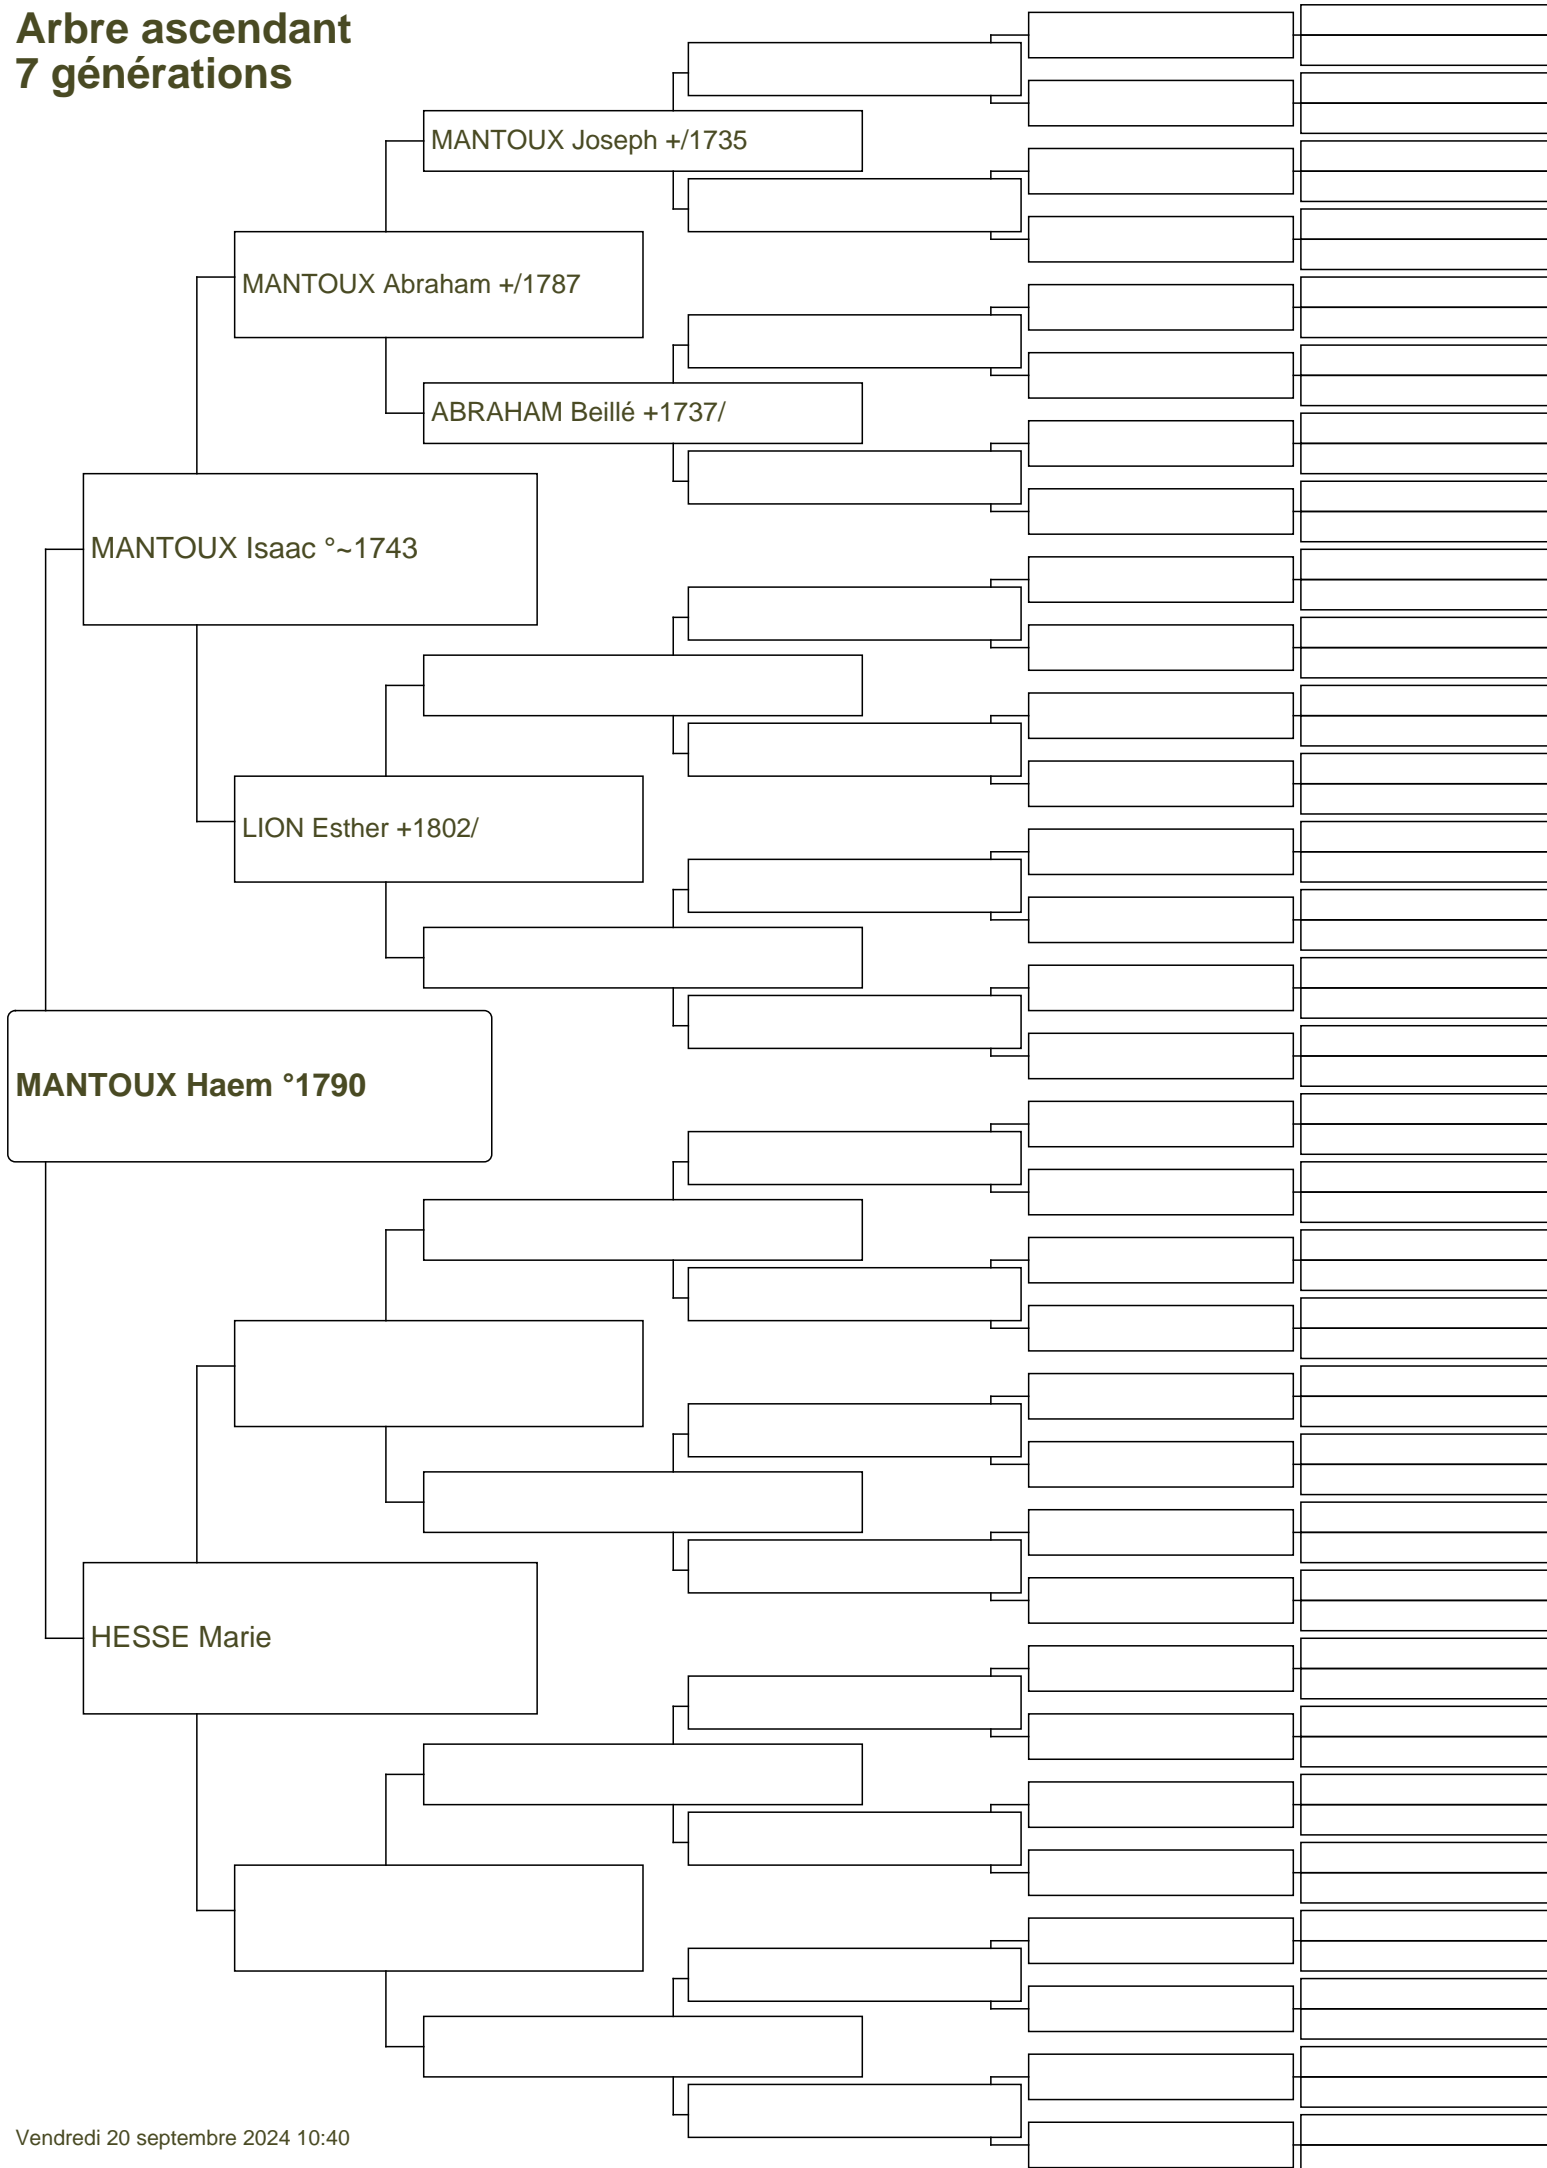 Arbre ascendant
7 générations
MANTOUX Joseph +/1735
MANTOUX Abraham +/1787
ABRAHAM Beillé +1737/
MANTOUX Isaac °~1743
LION Esther +1802/
MANTOUX Haem °1790
HESSE Marie
Vendredi 20 septembre 2024 10:40